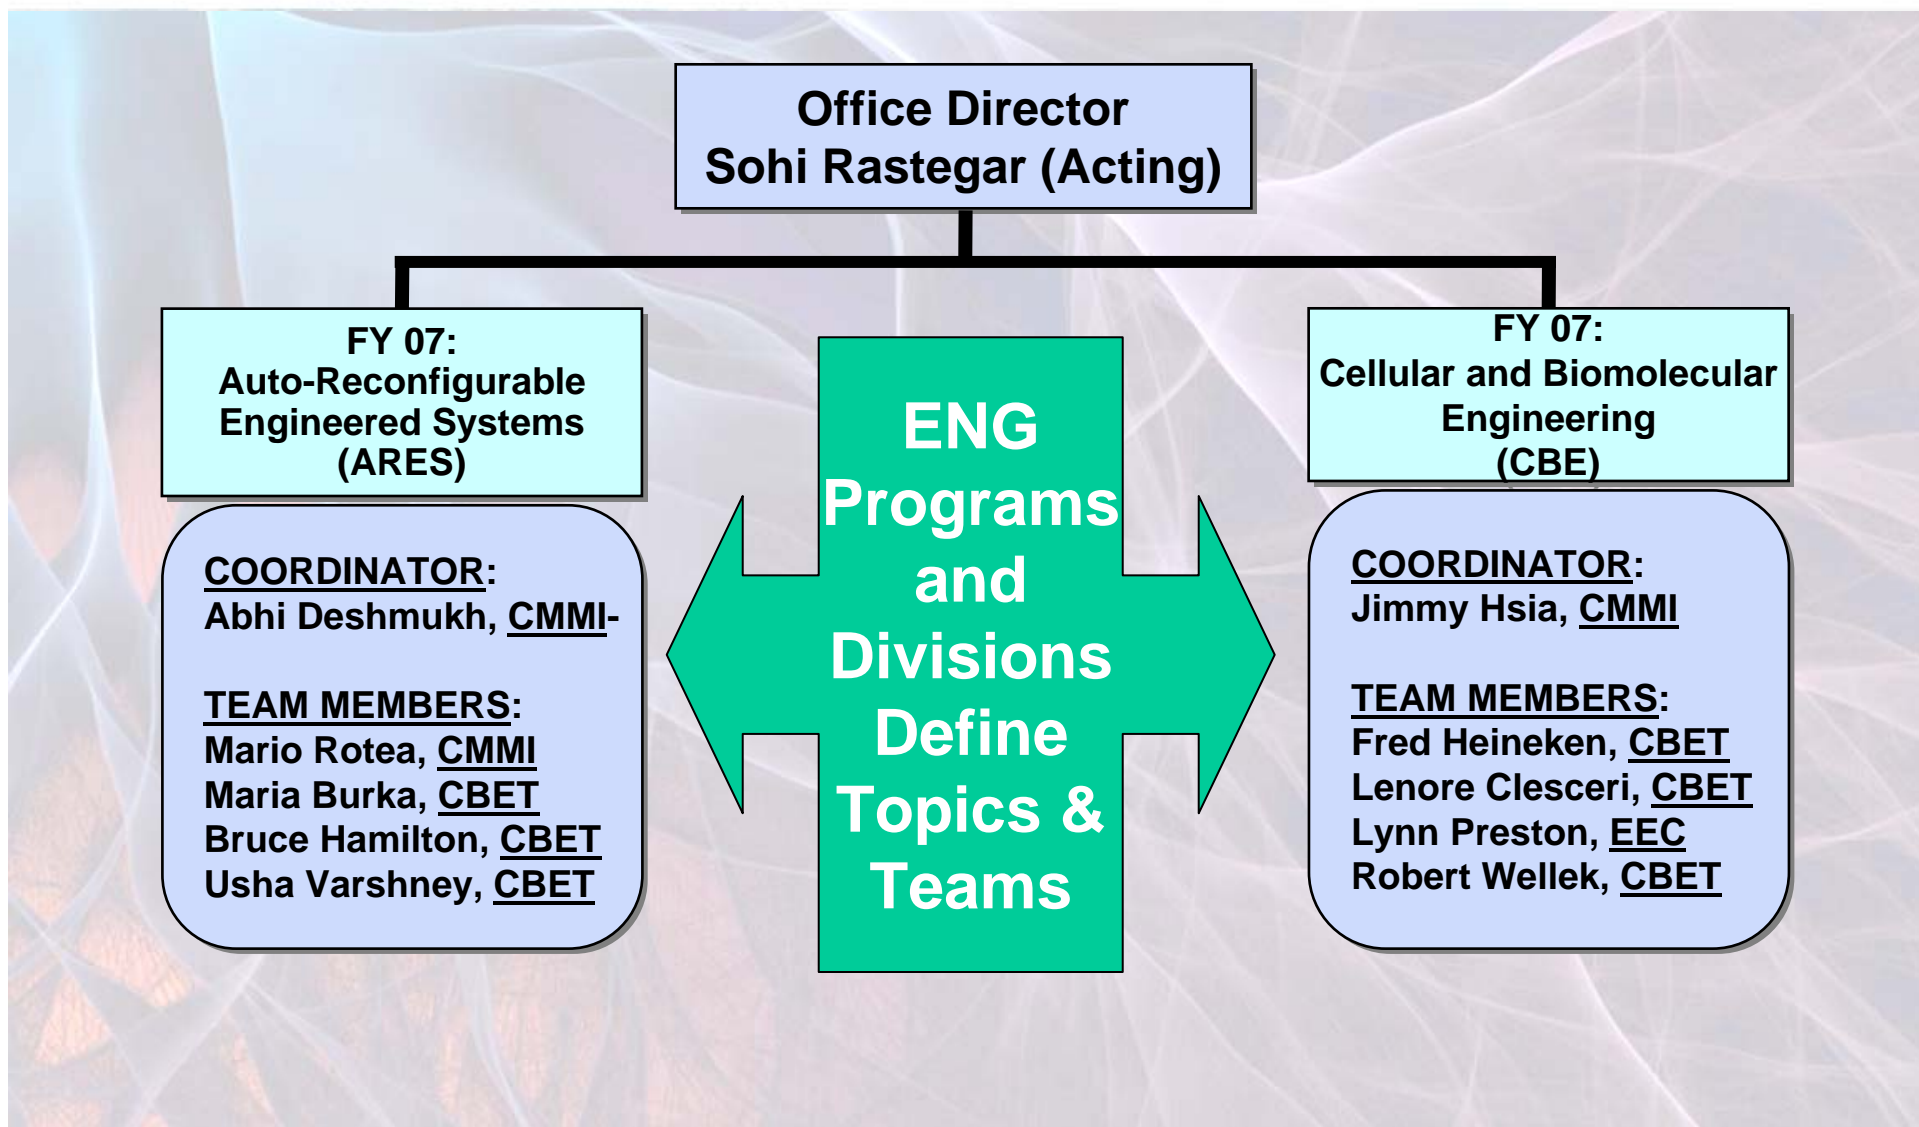 Office Director
Sohi Rastegar (Acting)
FY 07:
Auto-Reconfigurable
Engineered Systems
(ARES)
COORDINATOR:
Abhi Deshmukh, CMMI-
TEAM MEMBERS:
Mario Rotea, CMMI
Maria Burka, CBET
Bruce Hamilton, CBET
Usha Varshney, CBET
ENG
Programs
and
Divisions
Define
Topics &
Teams
FY 07:
Cellular and Biomolecular
Engineering
(CBE)
COORDINATOR:
Jimmy Hsia, CMMI
TEAM MEMBERS:
Fred Heineken, CBET
Lenore Clesceri, CBET
Lynn Preston, EEC
Robert Wellek, CBET